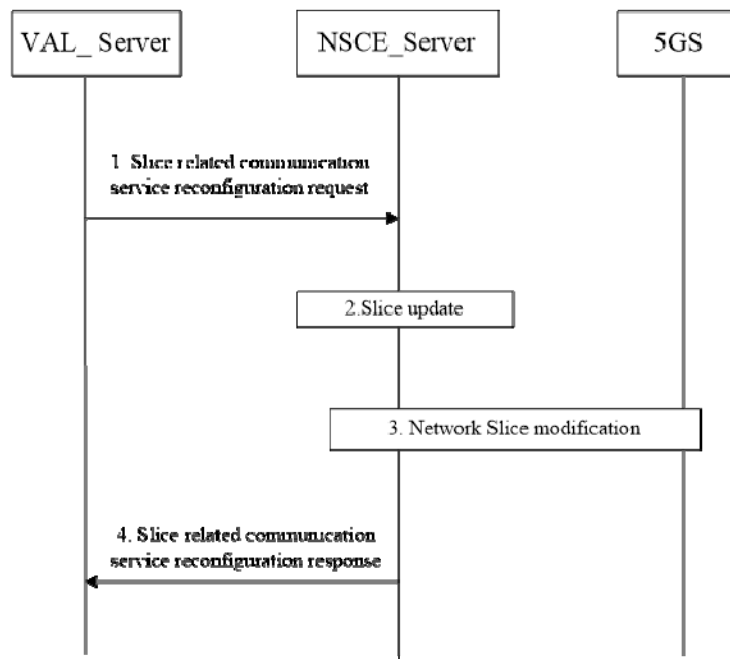 VAL_ Server
NSCE_Server
5GS
1. Slice related communication
service reconfiguration request
2.Slice update
3. Network Slice modification
4. Slice related communication
service reconfiguration response